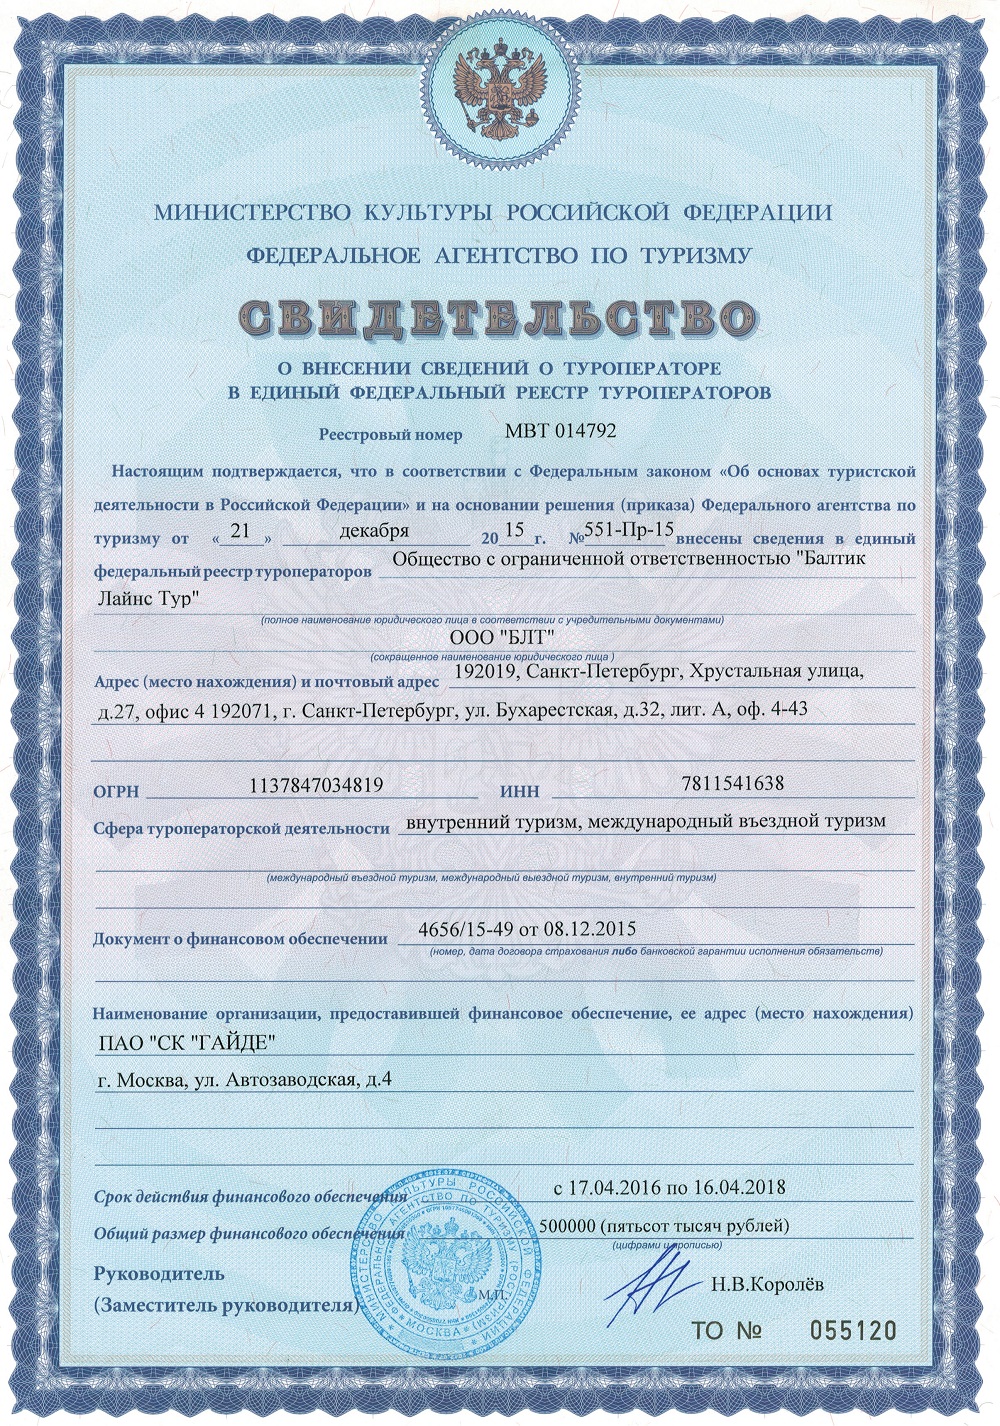 МИНИСТЕРСТВО КУЛЬТУРЫ РОССИЙСКОЙ ФЕДЕРАЦИИ
ФЕДЕРАЛЬНОЕ АГЕНТСТВО ПО ТУРИЗМУ
СВИДЕТЕЛЬСТВО
О ВНЕСЕНИИ СВЕДЕНИЙ О ТУРОПЕРАТОРЕ
В ЕДИНЫЙ ФЕДЕРАЛЬНЫЙ РЕЕСТР ТУРОПЕРАТОРОВ
Реестровый номер МВТ 014792
Настоящим подтверждается, что в соответствии с Федеральным законом «Об основах туристской
деятельности в Российской Федерации» и на основании решения (приказа) Федерального агентства по
туризму от « 21 » декабря 20 15 г. № 551-Пр-15 внесены сведения в единый
федеральный реестр туроператоров Общество с ограниченной ответственностью "Балтик
Лайнс Тур"
(полное наименование юридического лица в соответствии с учредительными документами)
ООО "БЛТ"
(сокращенное наименование юридического лица )
Адрес (место нахождения) и почтовый адрес 192019, Санкт-Петербург, Хрустальная улица,
д.27, офис 4 192071, г. Санкт-Петербург, ул. Бухарестская, д.32, лит. А, оф. 4-43
ОГРН 1137847034819 ИНН 7811541638
Сфера туроператорской деятельности внутренний туризм, международный въездной туризм
(международный въездной туризм, международный выездной туризм, внутренний туризм)
Документ о финансовом обеспечении 4656/15-49 от 08.12.2015
(номер, дата договора страхования либо банковской гарантии исполнения обязательств)
Наименование организации, предоставившей финансовое обеспечение, ее адрес (место нахождения)
ПАО "СК "ГАЙДЕ"
г. Москва, ул. Автозаводская, д.4
Срок действия финансового обеспечения с 17.04.2016 по 16.04.2018
Общий размер финансового обеспечения 500000 (пятьсот тысяч рублей)
(цифрами и прописью)
Руководитель
(Заместитель руководителя) М.П. Н.В.Королёв
МИНИСТЕРСТВО КУЛЬТУРЫ РОССИЙСКОЙ ФЕДЕРАЦИИ
ФЕДЕРАЛЬНОЕ АГЕНТСТВО ПО ТУРИЗМУ (РОСТУРИЗМ)
МОСКВА
ТО № 055120